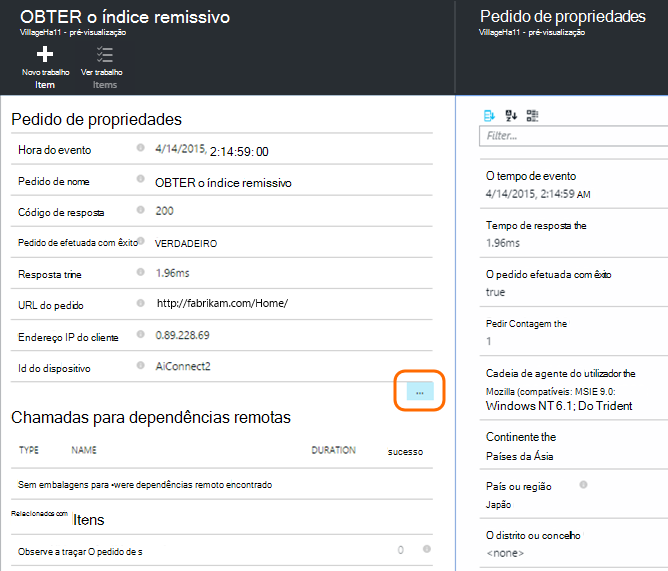 OBTER o índice remissivo
VillageHa11 - pré-visualização
Novo trabalho
Item
Ver trabalho
Items
Pedido de propriedades
Hora do evento 4/14/2015, 2:14:59: 00
Pedido de nome OBTER o índice remissivo
Código de resposta 200
Pedido de efetuada com êxito VERDADEIRO
Resposta trine 1.96ms
URL do pedido http://fabrikam.com/Home/
Endereço IP do cliente 0.89.228.69
Id do dispositivo AiConnect2
...
Chamadas para dependências remotas
TYPE NAME DURATION sucesso
Sem embalagens para -were dependências remoto encontrado
Relacionados com Itens
Observe a traçar O pedido de s 0
Pedido de propriedades
VillageHa11 - pré-visualização
Filter...
O tempo de evento
4/14/2015, 2:14:59 AM
Tempo de resposta the
1.96ms
O pedido efetuada com êxito
true
Pedir Contagem the
1
Cadeia de agente do utilizador the
Mozilla (compatíveis: MSIE 9.0:
Windows NT 6.1; Do Trident
Continente the
Países da Ásia
País ou região
Japão
O distrito ou concelho
<none>